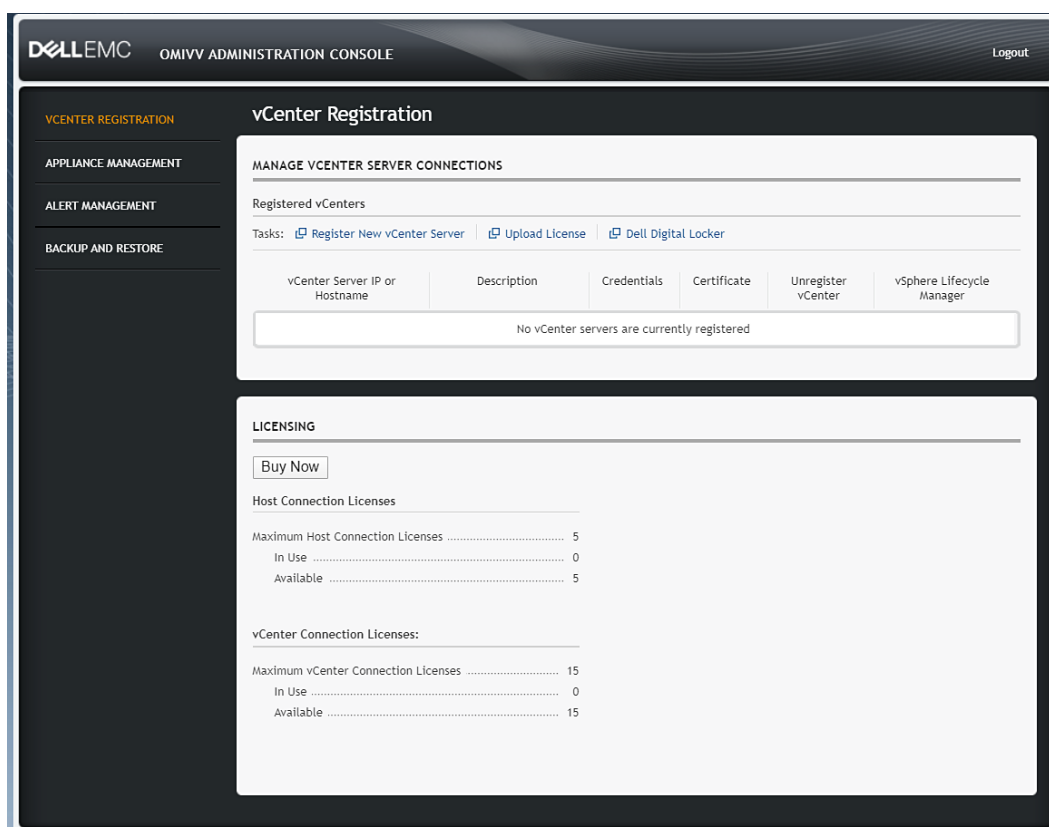 DELLEMC OMIVV ADMINISTRATION CONSOLE
Logout
VCENTER REGISTRATION
APPLIANCE MANAGEMENT
ALERT MANAGEMENT
BACKUP AND RESTORE
vCenter Registration
MANAGE VCENTER SERVER CONNECTIONS
Registered vCenters
Tasks: Register New vCenter Server Upload License Dell Digital Locker
vCenter Server IP or Hostname
Description
Credentials
Certificate
Unregister vCenter
vSphere Lifecycle Manager
No vCenter servers are currently registered
LICENSING
Buy Now
Host Connection Licenses
Maximum Host Connection Licenses 5
In Use 0
Available 5
vCenter Connection Licenses:
Maximum vCenter Connection Licenses 15
In Use 0
Available 15